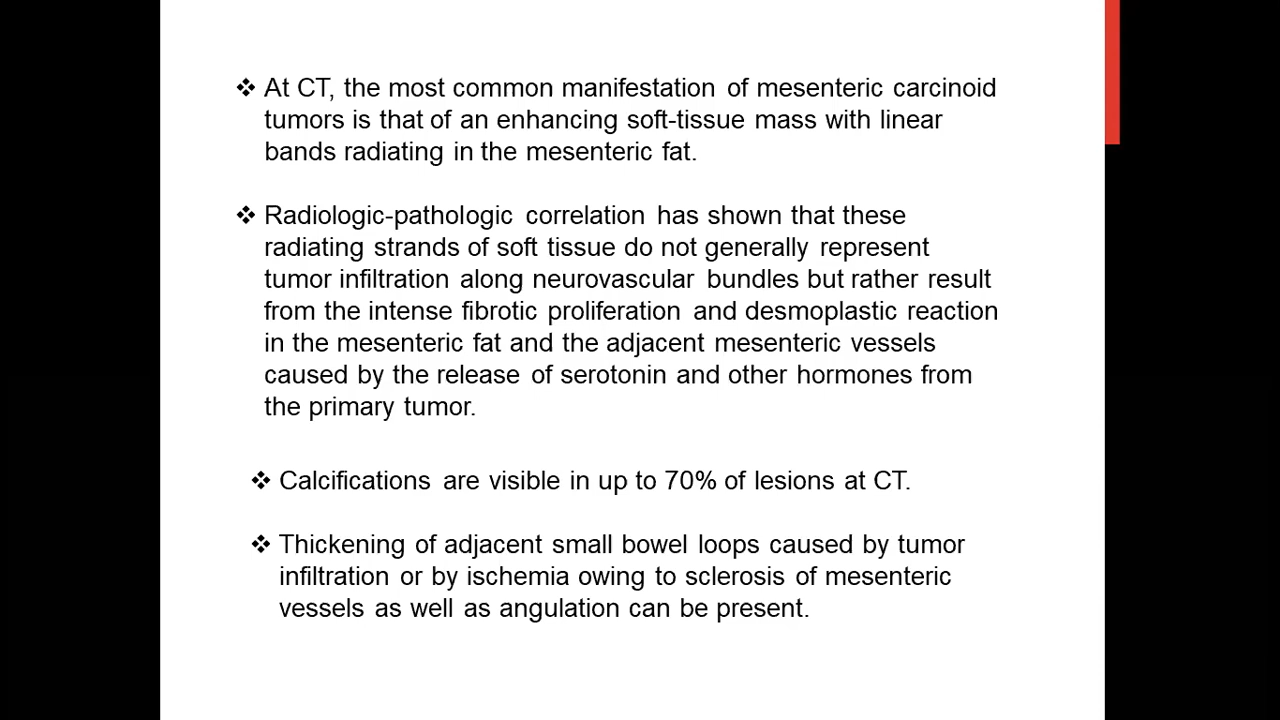 ❖ At CT, the most common manifestation of mesenteric carcinoid
tumors is that of an enhancing soft-tissue mass with linear
bands radiating in the mesenteric fat.
❖ Radiologic-pathologic correlation has shown that these
radiating strands of soft tissue do not generally represent
tumor infiltration along neurovascular bundles but rather result
from the intense fibrotic proliferation and desmoplastic reaction
in the mesenteric fat and the adjacent mesenteric vessels
caused by the release of serotonin and other hormones from
the primary tumor.
❖ Calcifications are visible in up to 70% of lesions at CT.
❖ Thickening of adjacent small bowel loops caused by tumor
infiltration or by ischemia owing to sclerosis of mesenteric
vessels as well as angulation can be present.